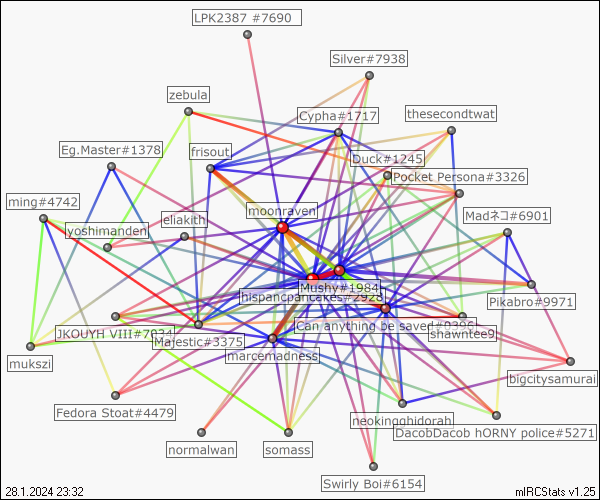 LPK2387 #7690
Silver#7938
zebula
Cypha#1717
thesecondtwat
Eg.Master#1378
frisout
Duck#1245
Pocket Persona#3326
ming#4742
moonraven
eliakith
Madネコ#6901
yoshimanden
Mushy#1984
hispancpancakes#2928
Pikabro#9971
JKOUYH VIII#7034
Can anything be saved#0396
Majestic#3375
shawntee9
marcemadness
mukszi
bigcitysamurai
Fedora Stoat#4479
neokingghidorah
DacobDacob hORNY police#5271
normalwan
somass
Swirly Boi#6154
28.1.2024 23:32
mIRCStats v1.25